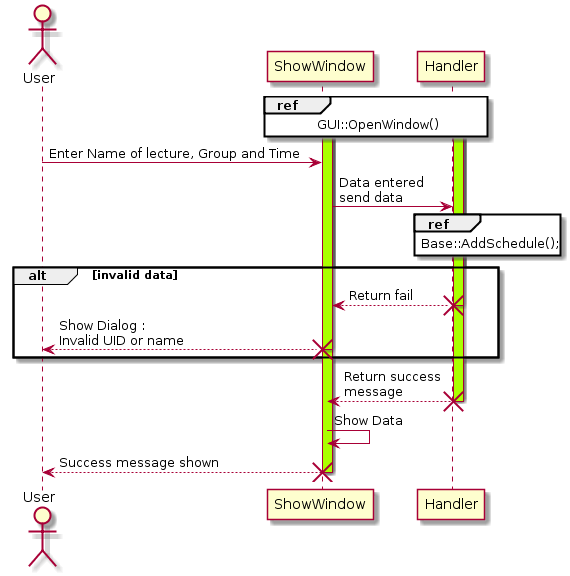 User
ShowWindow
Handler
ref
GUI::OpenWindow()
Enter Name of lecture, Group and Time
Data entered
send data
ref
Base::AddSchedule();
alt
[invalid data]
Return fail
Show Dialog :
Invalid UID or name
Return success
message
Show Data
Success message shown
User
ShowWindow
Handler